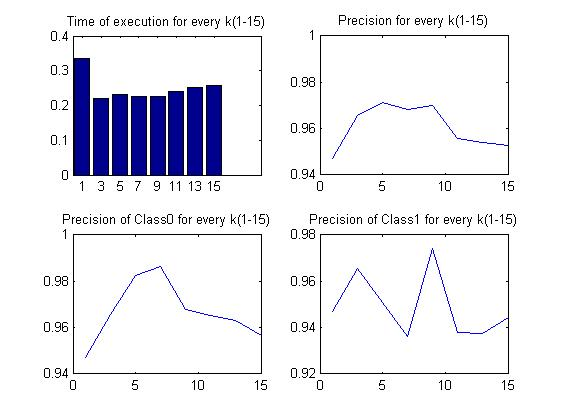 Time of execution for every k(1-15)
0.4
0.3
0.2
0.1
0
1 3 5 7 9 11 13 15
Precision for every k(1-15)
1
0.98
0.96
0.94
0 5 10 15
Precision of Class0 for every k(1-15)
1
0.98
0.96
0.94
0 5 10 15
Precision of Class1 for every k(1-15)
0.98
0.96
0.94
0.92
0 5 10 15